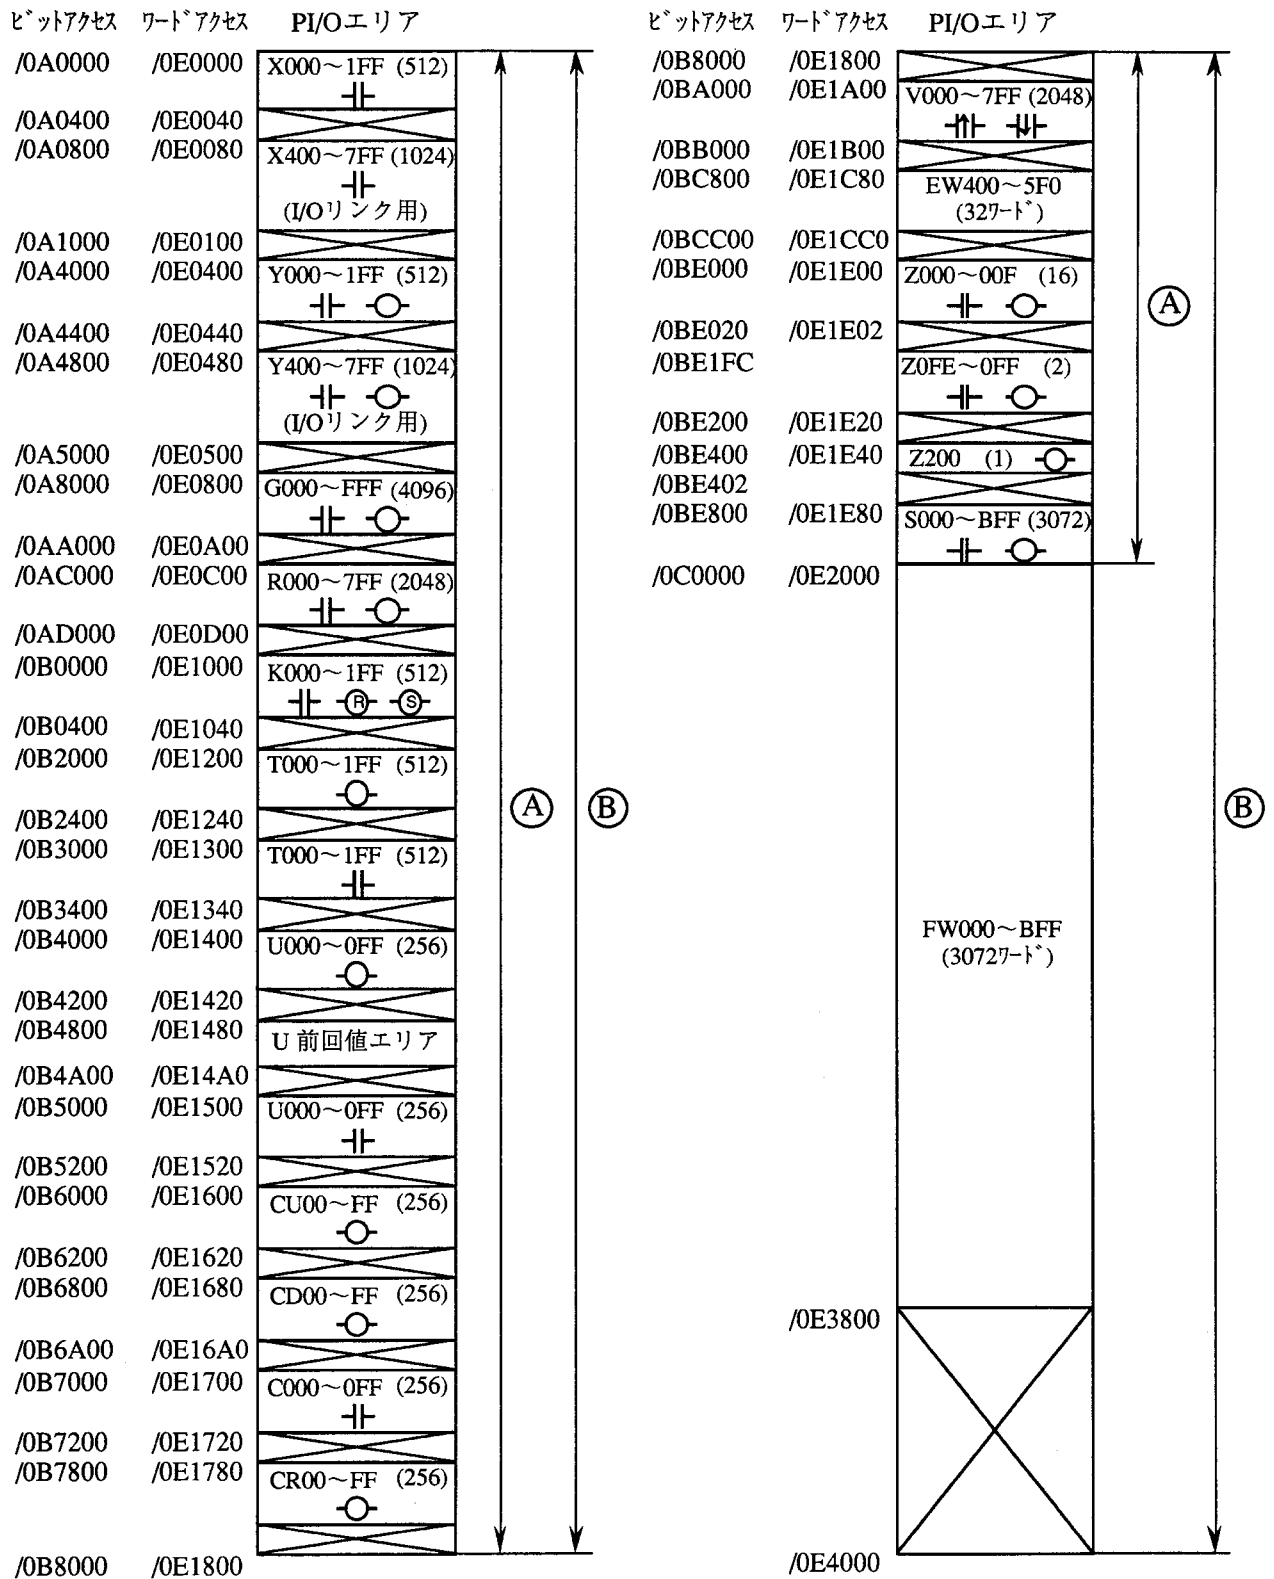 ビットアクセス ワードアクセス PI/Oエリア
/0A0000 /0E0000 X000～1FF (512)
/0A0400 /0E0040
/0A0800 /0E0080 X400～7FF (1024)
(I/Oリンク用)
/0A1000 /0E0100
/0A4000 /0E0400 Y000～1FF (512)
/0A4400 /0E0440
/0A4800 /0E0480 Y400～7FF (1024)
(I/Oリンク用)
/0A5000 /0E0500
/0A8000 /0E0800 G000～FFF (4096)
/0AA000 /0E0A00
/0AC000 /0E0C00 R000～7FF (2048)
/0AD000 /0E0D00
/0B0000 /0E1000 K000～1FF (512)
R S
/0B0400 /0E1040
/0B2000 /0E1200 T000～1FF (512)
/0B2400 /0E1240
/0B3000 /0E1300 T000～1FF (512)
/0B3400 /0E1340
/0B4000 /0E1400 U000～0FF (256)
/0B4200 /0E1420
/0B4800 /0E1480 U 前回値エリア
/0B4A00 /0E14A0
/0B5000 /0E1500 U000～0FF (256)
/0B5200 /0E1520
/0B6000 /0E1600 CU00～FF (256)
/0B6200 /0E1620
/0B6800 /0E1680 CD00～FF (256)
/0B6A00 /0E16A0
/0B7000 /0E1700 C000～0FF (256)
/0B7200 /0E1720
/0B7800 /0E1780 CR00～FF (256)
/0B8000 /0E1800
A B
ビットアクセス ワードアクセス PI/Oエリア
/0B8000 /0E1800
/0BA000 /0E1A00 V000～7FF (2048)
/0BB000 /0E1B00
/0BC800 /0E1C80 EW400～5F0
(32ワード)
/0BCC00 /0E1CC0
/0BE000 /0E1E00 Z000～00F (16)
/0BE020 /0E1E02
/0BE1FC Z0FE～0FF (2)
/0BE200 /0E1E20
/0BE400 /0E1E40 Z200 (1)
/0BE402
/0BE800 /0E1E80 S000～BFF (3072)
/0C0000 /0E2000
FW000～BFF
(3072ワード)
/0E3800
/0E4000
A
B